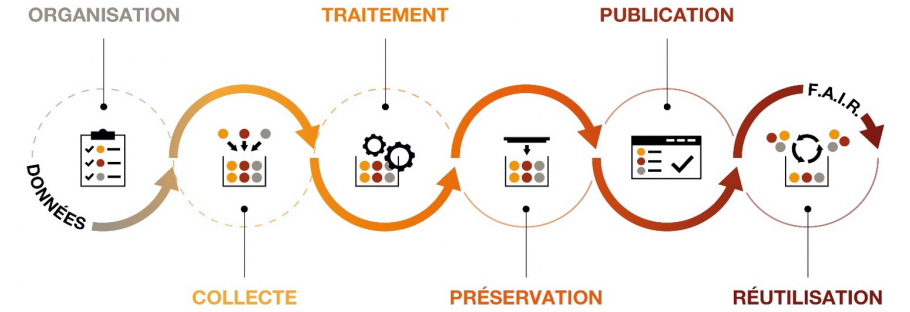 ORGANISATION
TRAITEMENT
PUBLICATION
F.A.I.R.
DONNÉES
COLLECTE
PRÉSERVATION
RÉUTILISATION